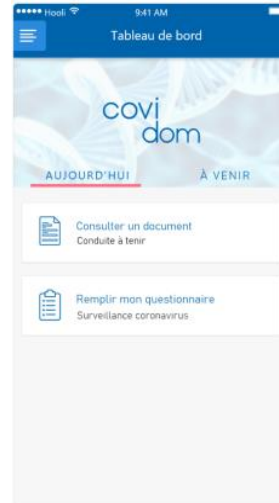 Hooli 9:41 AM
Tableau de bord
covi
dom
AUJOURD'HUI À VENIR
Consulter un document
Conduite à tenir
Remplir mon questionnaire
Surveillance coronavirus